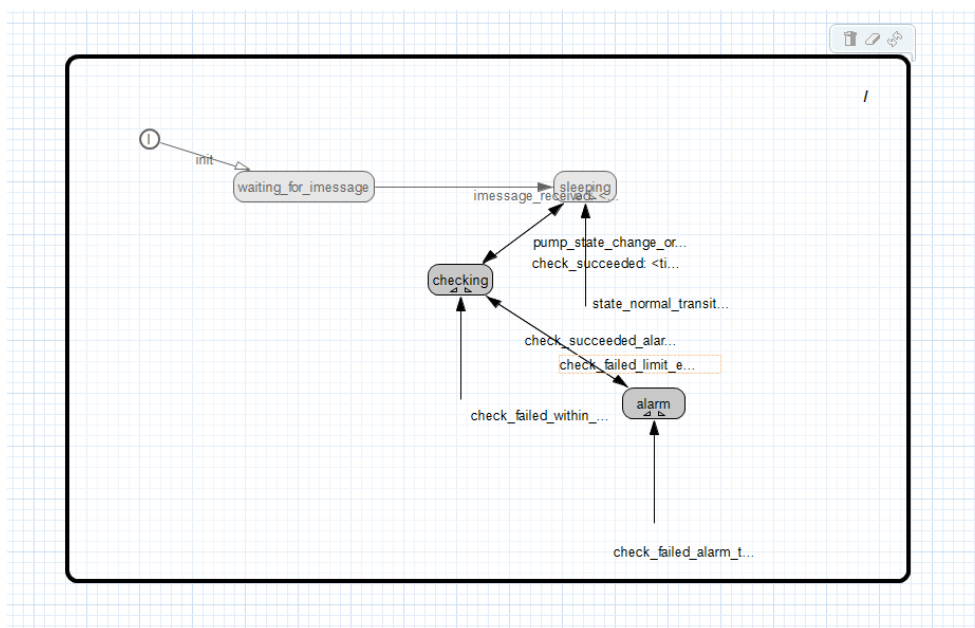 I
I
init
waiting_for_imessage
sleeping
imessage_received: <...
pump_state_change_or...
check_succeeded: <ti...
checking
state_normal_transit...
check_succeeded_alar...
check_failed_limit_e...
alarm
check_failed_within_...
check_failed_alarm_t...